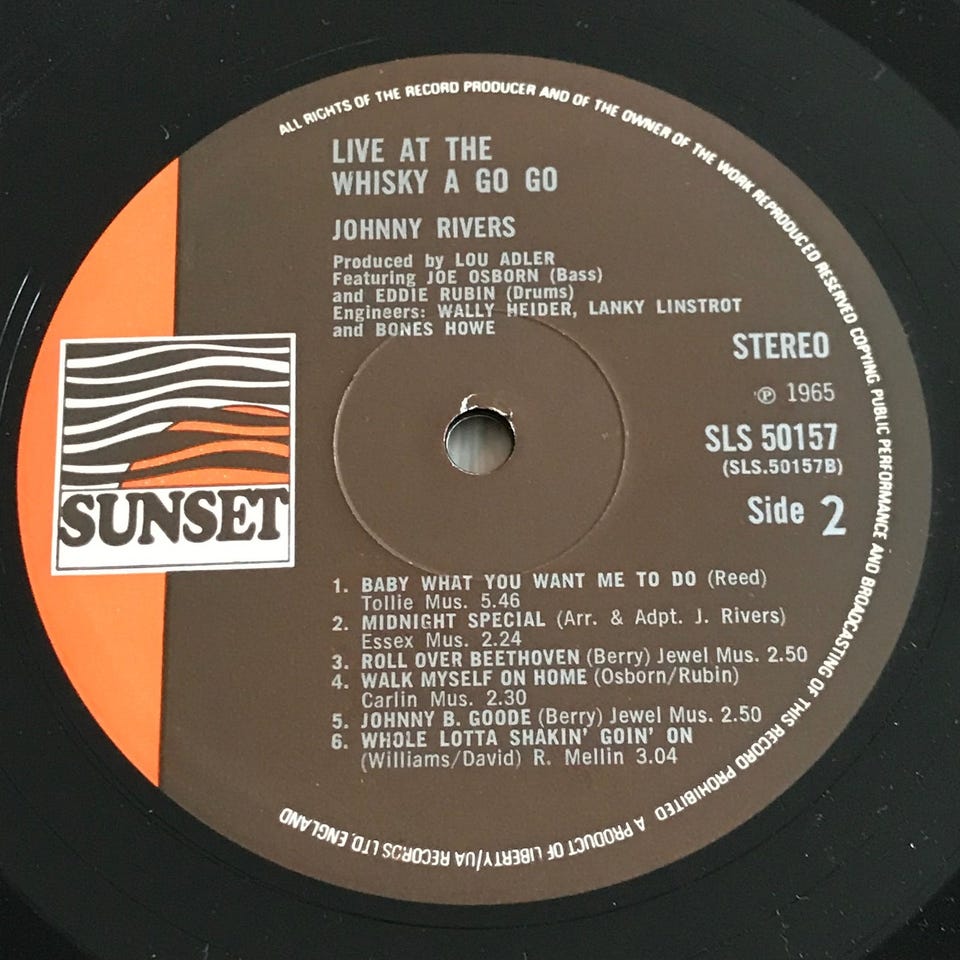 ALL RIGHTS OF THE RECORD PRODUCER AND OF THE OWNER OF THE WORK REPRODUCED RESERVED COPYING PUBLIC PERFORMANCE AND BROADCASTING OF THIS RECORD PROHIBITED A PRODUCT OF LIBERTY/UA RECORDS LTD. ENGLAND
LIVE AT THE
WHISKY A GO GO
JOHNNY RIVERS
Produced by LOU ADLER
Featuring JOE OSBORN (Bass)
and EDDIE RUBIN (Drums)
Engineers: WALLY HEIDER, LANKY LINSTROT
and BONES HOWE
STEREO
℗ 1965
SLS 50157
(SLS.50157B)
Side 2
SUNSET
1. BABY WHAT YOU WANT ME TO DO (Reed)
Tollie Mus. 5.46
2. MIDNIGHT SPECIAL (Arr. & Adpt. J. Rivers)
Essex Mus. 2.24
3. ROLL OVER BEETHOVEN (Berry) Jewel Mus. 2.50
4. WALK MYSELF ON HOME (Osborn/Rubin)
Carlin Mus. 2.30
5. JOHNNY B. GOODE (Berry) Jewel Mus. 2.50
6. WHOLE LOTTA SHAKIN' GOIN' ON
(Williams/David) R. Mellin 3.04